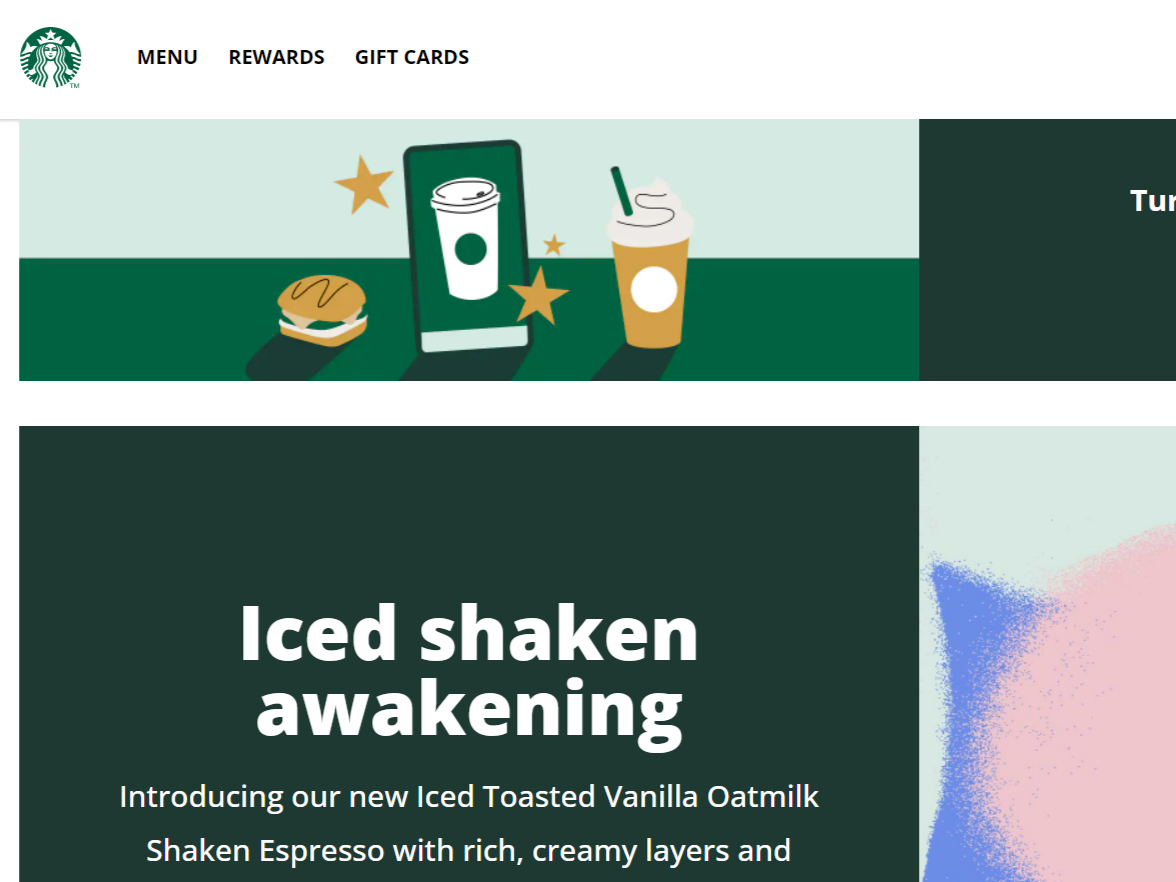 MENU REWARDS GIFT CARDS
TM
Iced shaken
awakening
Introducing our new Iced Toasted Vanilla Oatmilk
Shaken Espresso with rich, creamy layers and